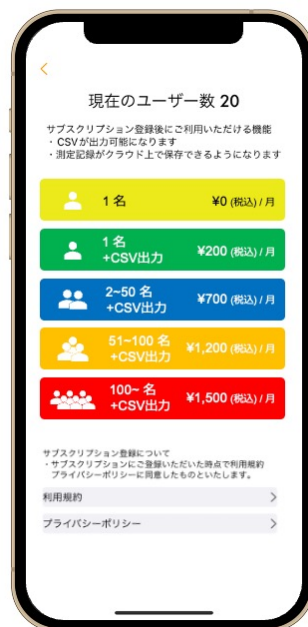 現在のユーザー数 20
サブスクリプション登録後にご利用いただける機能
・CSVが出力可能になります
・測定記録がクラウド上で保存できるようになります
1名 ¥0 (税込) / 月
1名
+CSV出力 ¥200 (税込) / 月
2~50 名
+CSV出力 ¥700 (税込) / 月
51~100 名
+CSV出力 ¥1,200 (税込) / 月
100~ 名
+CSV出力 ¥1,500 (税込) / 月
サブスクリプション登録について
・サブスクリプションにご登録いただいた時点で利用規約
プライバシーポリシーに同意したものといたします。
利用規約
プライバシーポリシー